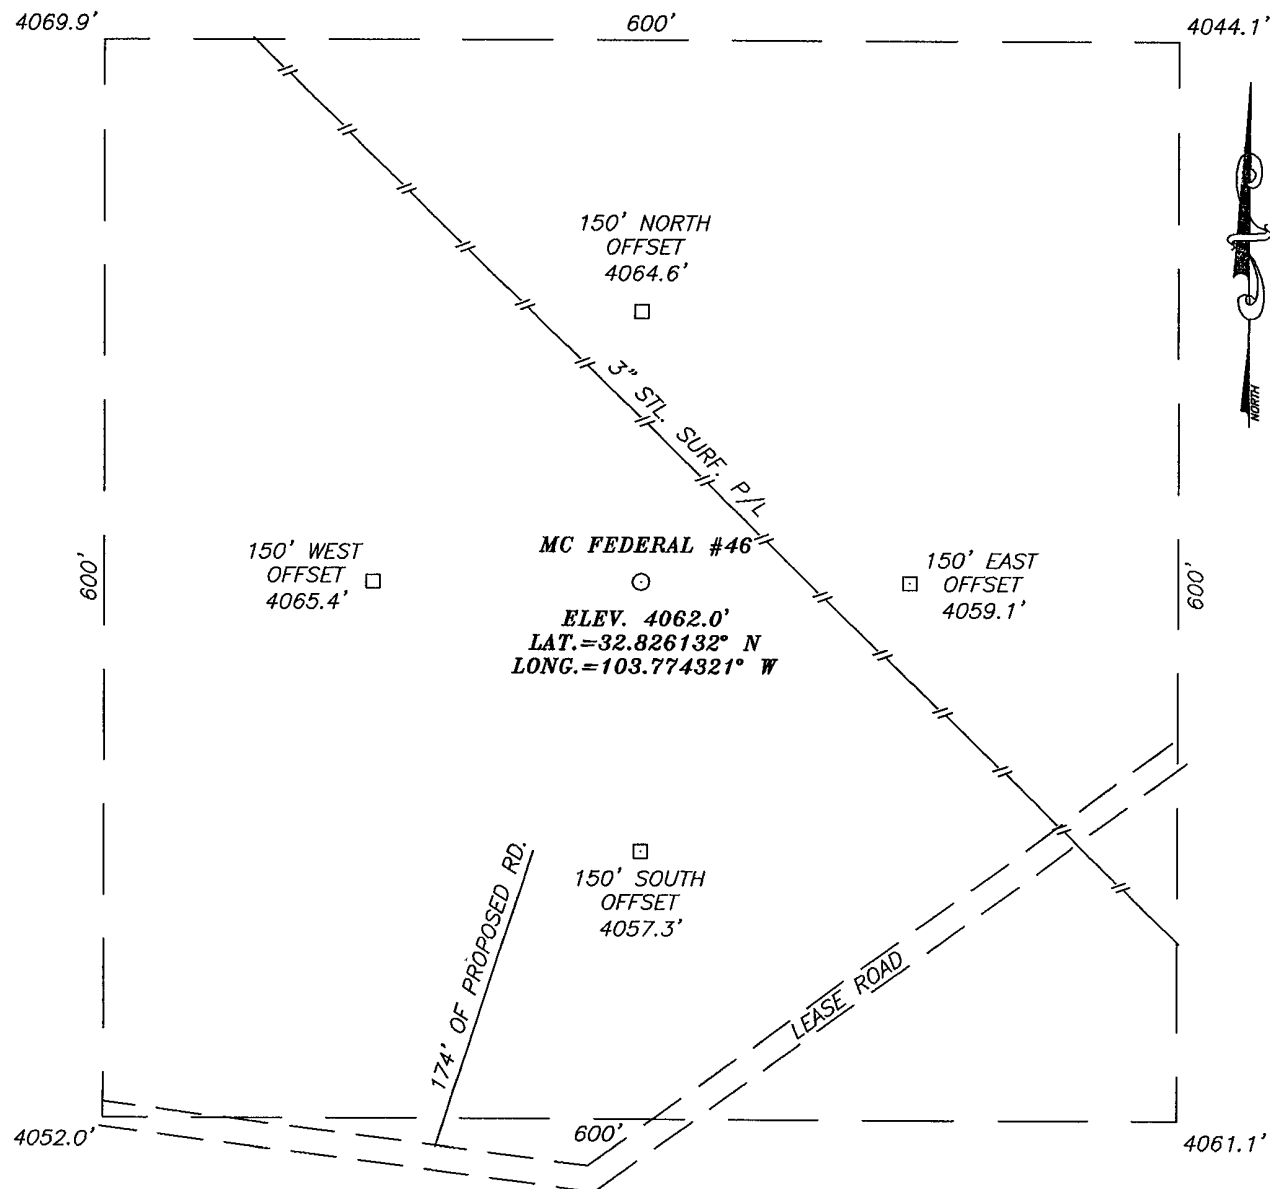 4069.9'
600'
4044.1'
150' NORTH
OFFSET
4064.6'
NORTH
3" STL. SURF. P/L
600'
150' WEST
OFFSET
4065.4'
MC FEDERAL #46
ELEV. 4062.0'
LAT.=32.826132° N
LONG.=103.774321° W
150' EAST
OFFSET
4059.1'
600'
150' SOUTH
OFFSET
4057.3'
174' OF PROPOSED RD.
LEASE ROAD
4052.0'
600'
4061.1'